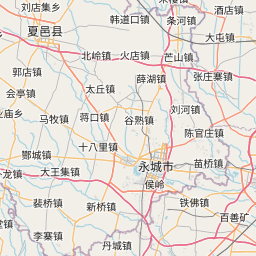 刘店集乡
韩道口镇
条河镇
酒店镇
夏邑县
大屯镇
北岭镇
火店镇
芒山镇
郭店镇
薛湖镇
张庄寨镇
会亭镇
太丘镇
刘河镇
马牧镇
蒋口镇
谷熟镇
业庙乡
陈官庄镇
酂城镇
十八里镇
永城市
苗桥镇
大王集镇
侯岭
裴桥镇
新桥镇
铁佛镇
百善矿
李寨镇
丹城镇